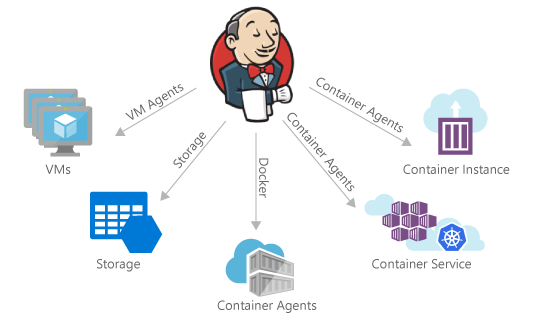 VM Agents
Storage
Docker
Container Agents
Container Agents
VMs
Container Instance
Storage
Container Service
Container Agents